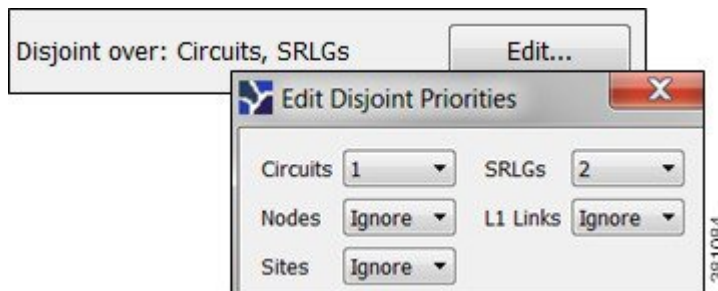 Disjoint over: Circuits, SRLGs Edit...
Edit Disjoint Priorities
Circuits 1 SRLGs 2
Nodes Ignore L1 Links Ignore
Sites Ignore
381084